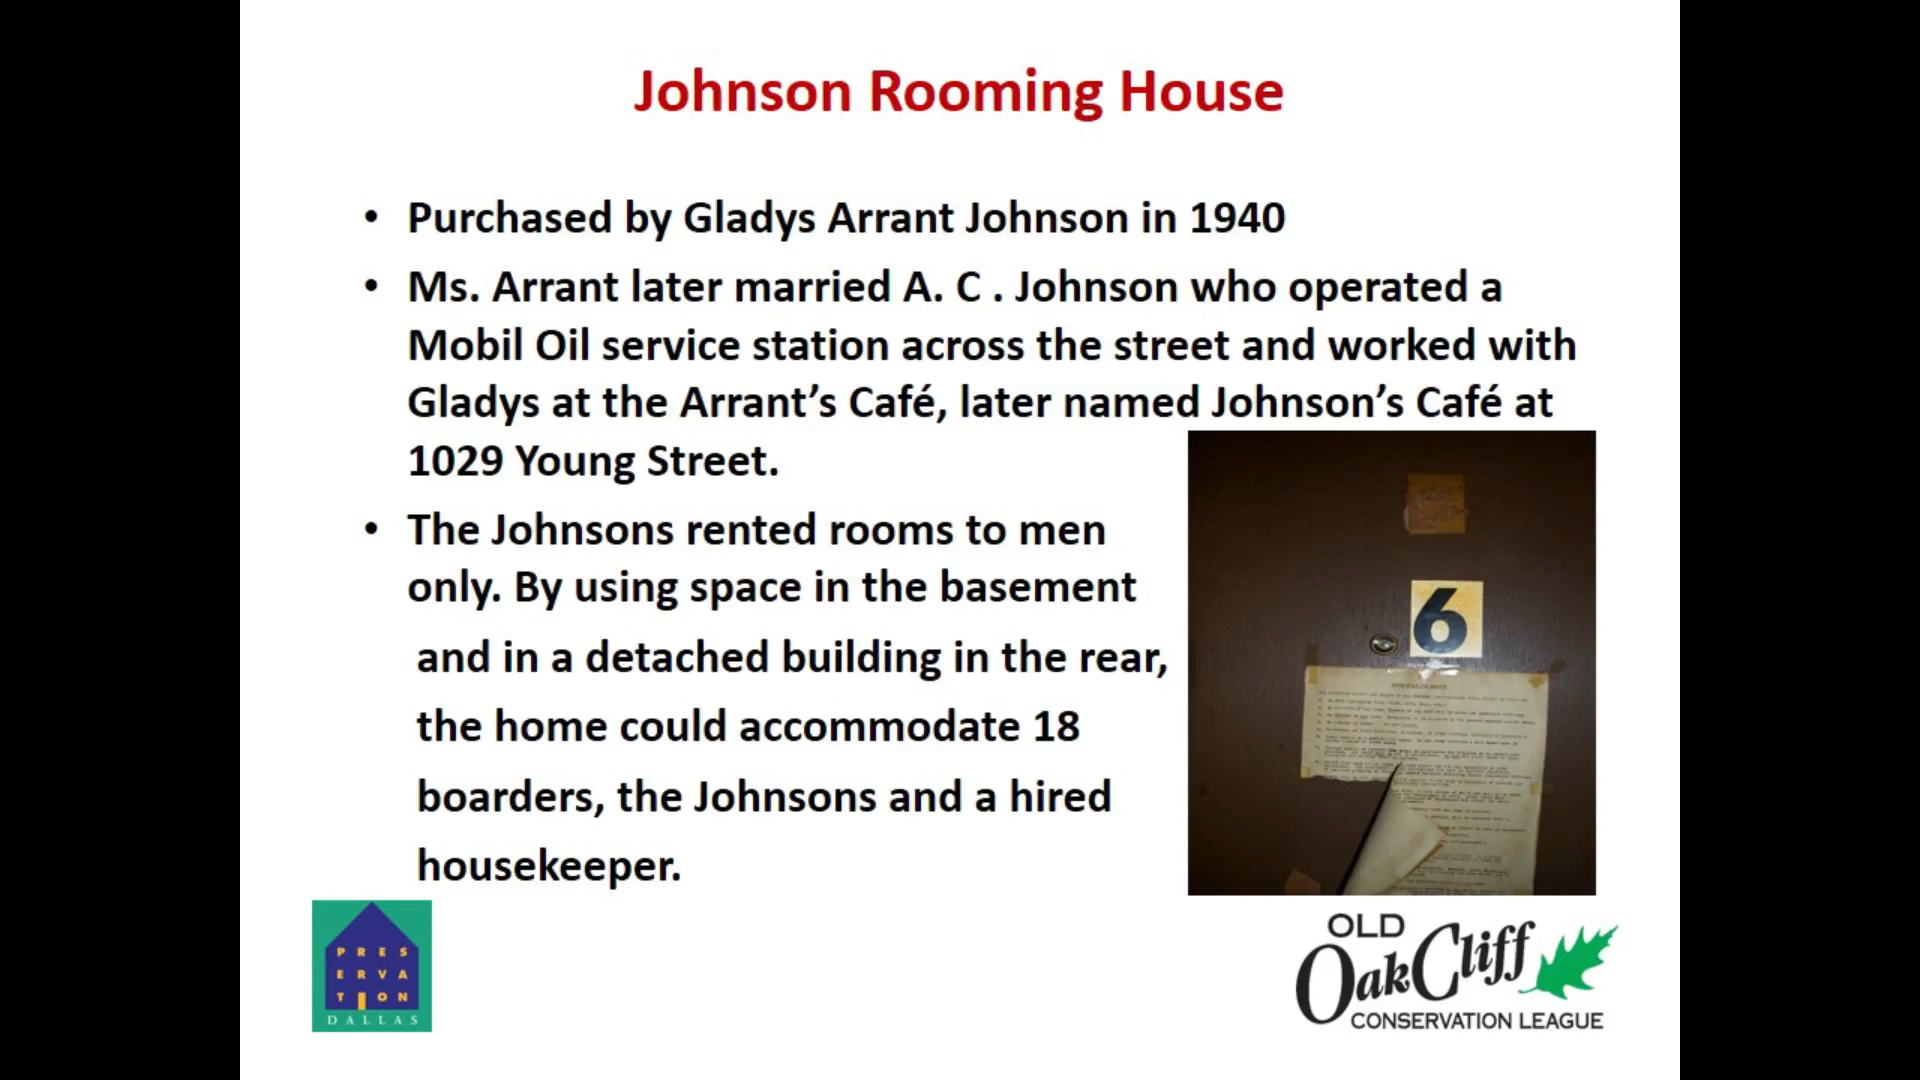 Johnson Rooming House
• Purchased by Gladys Arrant Johnson in 1940
• Ms. Arrant later married A. C . Johnson who operated a
Mobil Oil service station across the street and worked with
Gladys at the Arrant’s Café, later named Johnson’s Café at
1029 Young Street.
• The Johnsons rented rooms to men
only. By using space in the basement
and in a detached building in the rear,
the home could accommodate 18
boarders, the Johnsons and a hired
housekeeper.
6
PRES
ERVA
TION
DALLAS
OLD
Oak Cliff
CONSERVATION LEAGUE